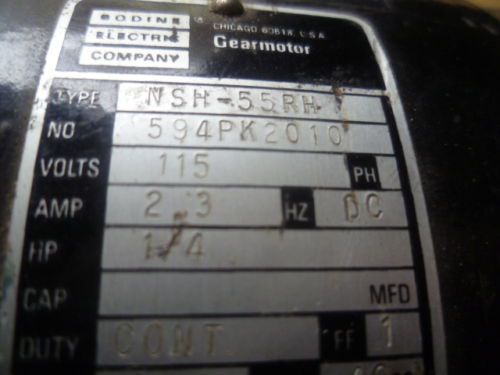 BODINE
ELECTRIC
COMPANY
CHICAGO 60618, U.S.A.
Gearmotor
TYPE NSH-55RH
NO 594PK2010
VOLTS 115 PH
AMP 2.3 HZ DC
HP 1/4
CAP MFD
DUTY CONT. FF 1